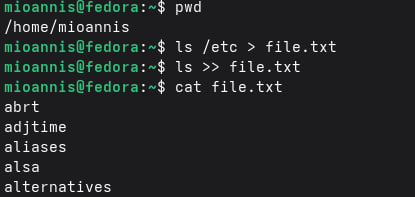 mioannis@fedora:~$ pwd
/home/mioannis
mioannis@fedora:~$ ls /etc > file.txt
mioannis@fedora:~$ ls >> file.txt
mioannis@fedora:~$ cat file.txt
abrt
adjtime
aliases
alsa
alternatives